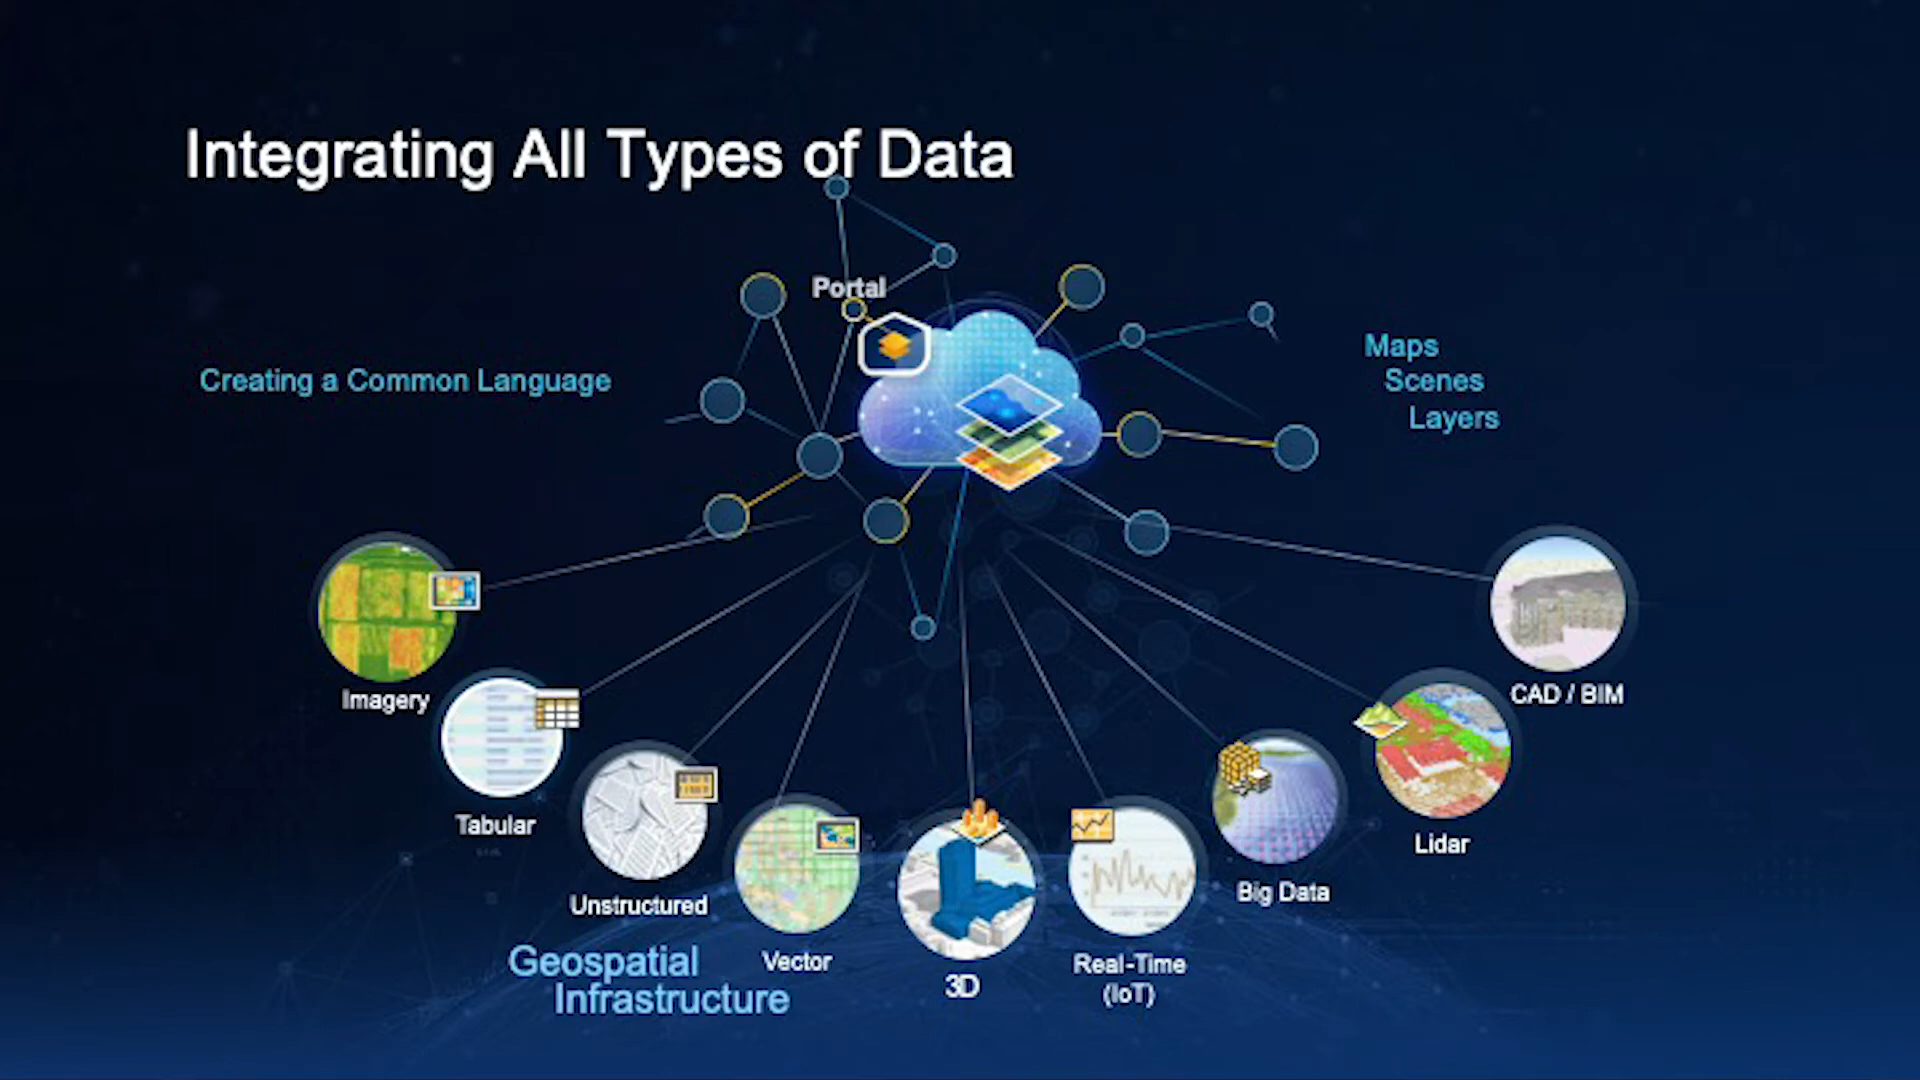 Integrating All Types of Data
Portal
Creating a Common Language
Maps
Scenes
Layers
Imagery
CAD / BIM
Tabular
Lidar
Unstructured
Big Data
Vector
3D
Real-Time
(IoT)
Geospatial
Infrastructure